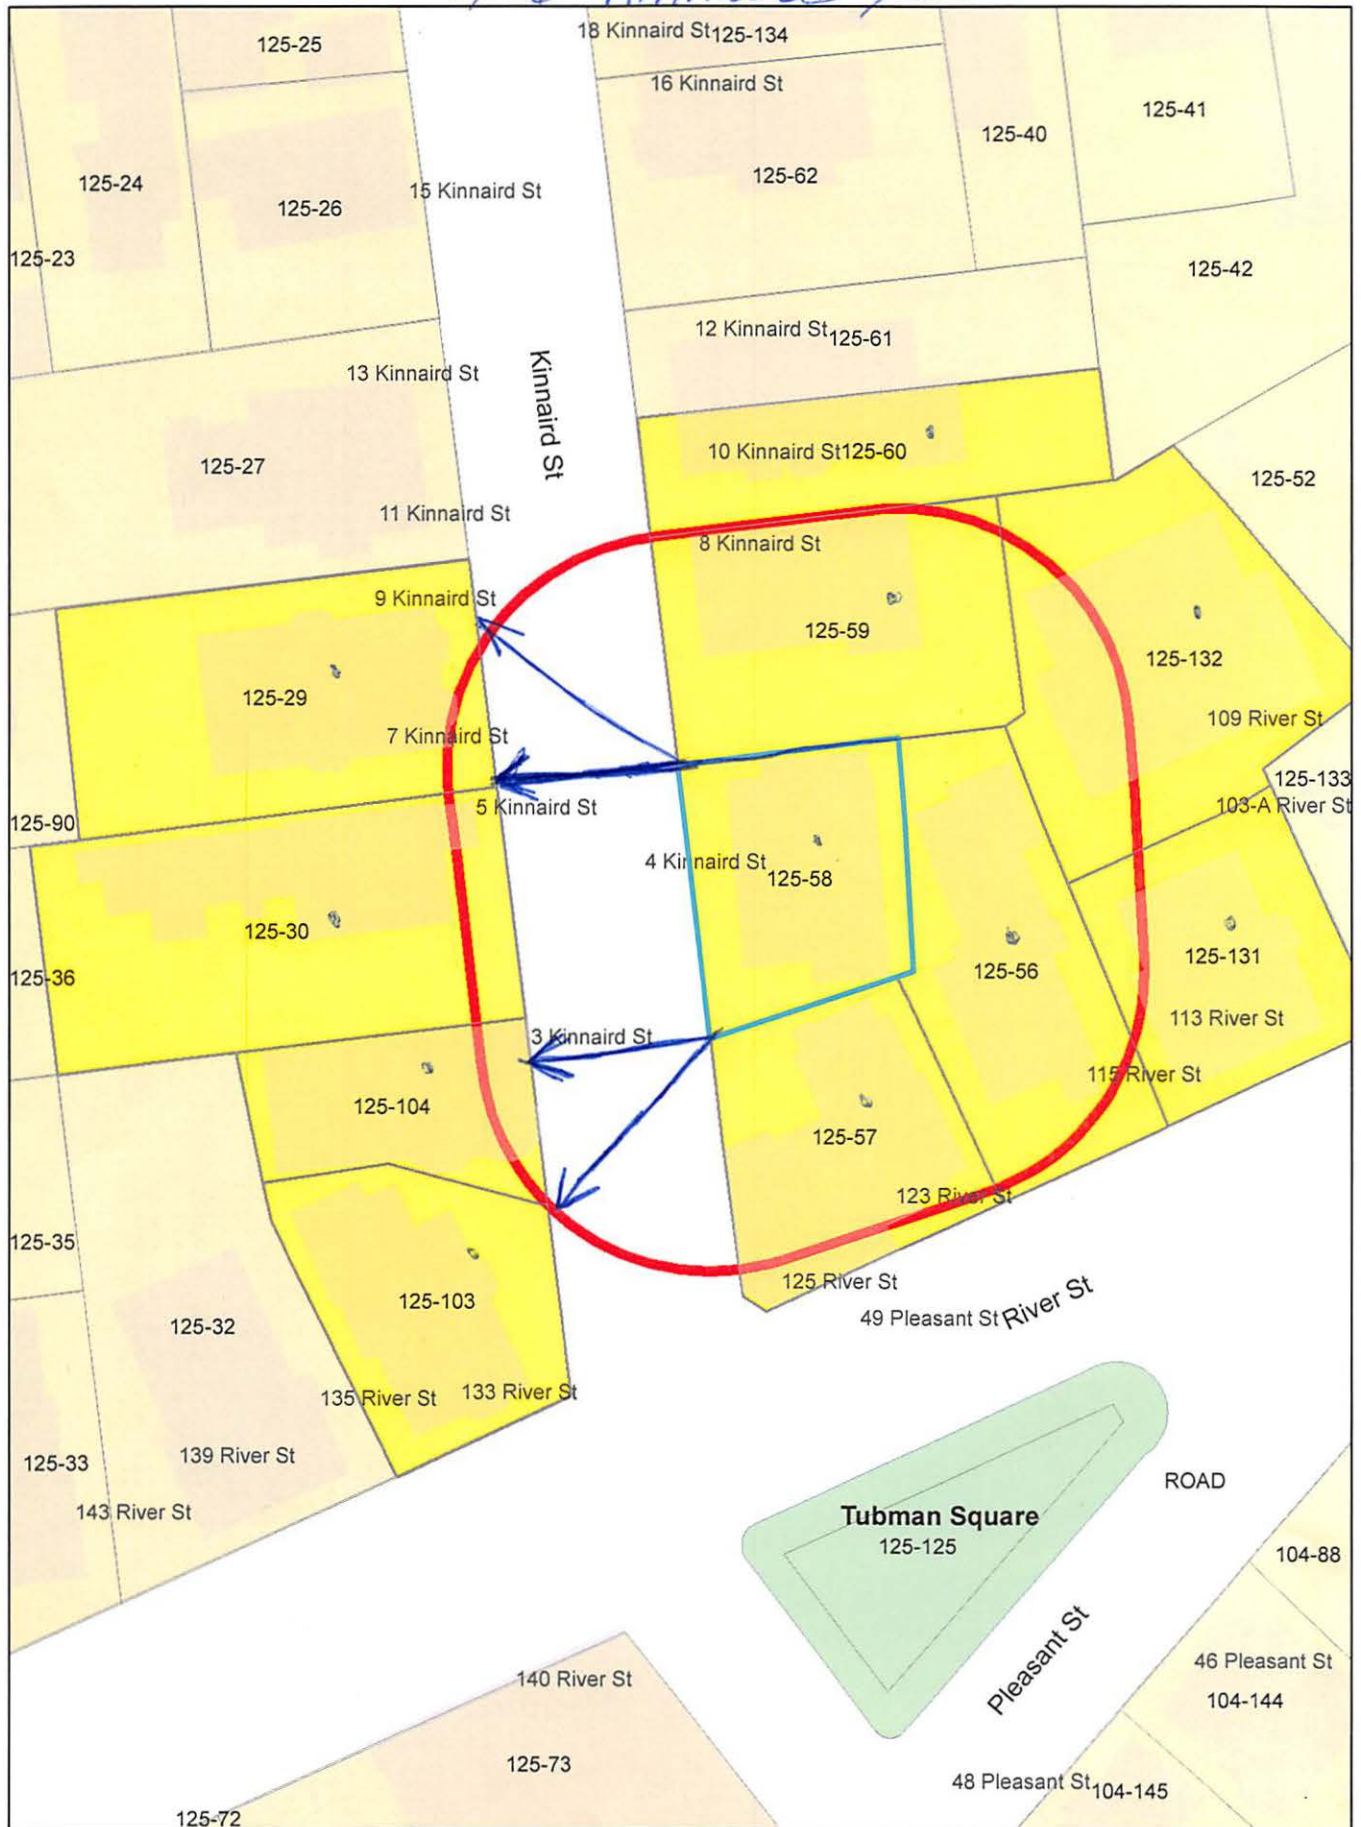 18 Kinnaird St
125-134
125-25
16 Kinnaird St
125-41
125-40
125-62
125-24
15 Kinnaird St
125-26
125-23
125-42
12 Kinnaird St
125-61
13 Kinnaird St
Kinnaird St
10 Kinnaird St
125-60
125-27
125-52
11 Kinnaird St
8 Kinnaird St
9 Kinnaird St
125-59
125-132
125-29
109 River St
7 Kinnaird St
125-133
5 Kinnaird St
103-A River St
125-90
4 Kinnaird St
125-58
125-30
125-131
125-56
125-36
113 River St
3 Kinnaird St
115 River St
125-104
125-57
123 River St
125-35
125 River St
125-103
River St
49 Pleasant St
125-32
135 River St
133 River St
139 River St
125-33
ROAD
143 River St
Tubman Square
125-125
104-88
Pleasant St
46 Pleasant St
140 River St
104-144
125-73
48 Pleasant St
104-145
125-72